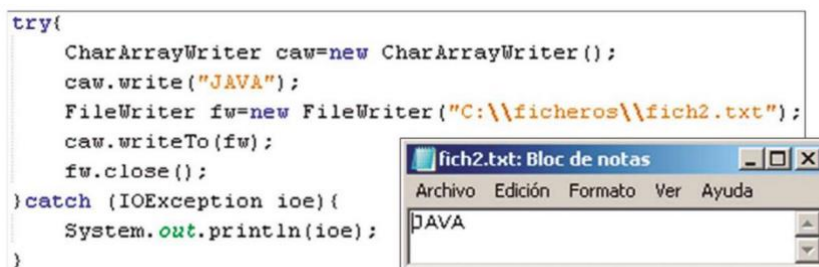 try{
CharArrayWriter caw=new CharArrayWriter();
caw.write("JAVA");
FileWriter fw=new FileWriter("C:\\ficheros\\fich2.txt");
caw.writeTo(fw);
fw.close();
}catch (IOException ioe){
System.out.println(ioe);
}
fich2.txt: Bloc de notas
Archivo Edición Formato Ver Ayuda
JAVA